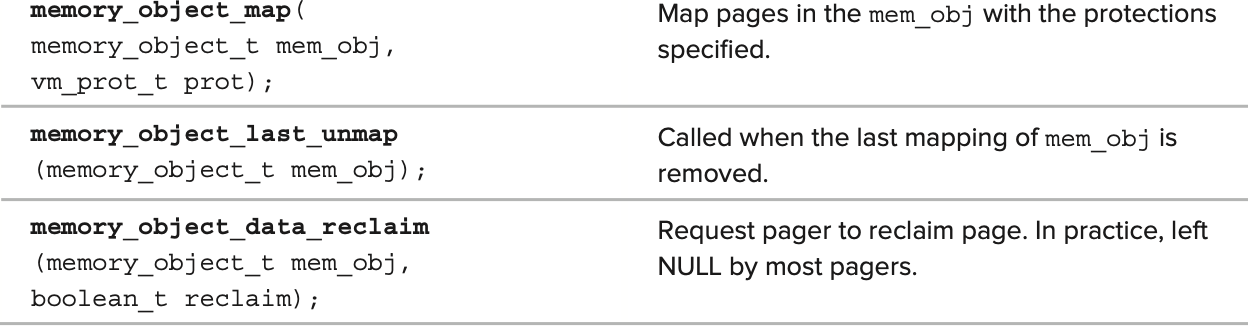 memory_object_map(
memory_object_t mem_obj,
vm_prot_t prot);
Map pages in the mem_obj with the protections
specified.
memory_object_last_unmap
(memory_object_t mem_obj);
Called when the last mapping of mem_obj is
removed.
memory_object_data_reclaim
(memory_object_t mem_obj,
boolean_t reclaim);
Request pager to reclaim page. In practice, left
NULL by most pagers.